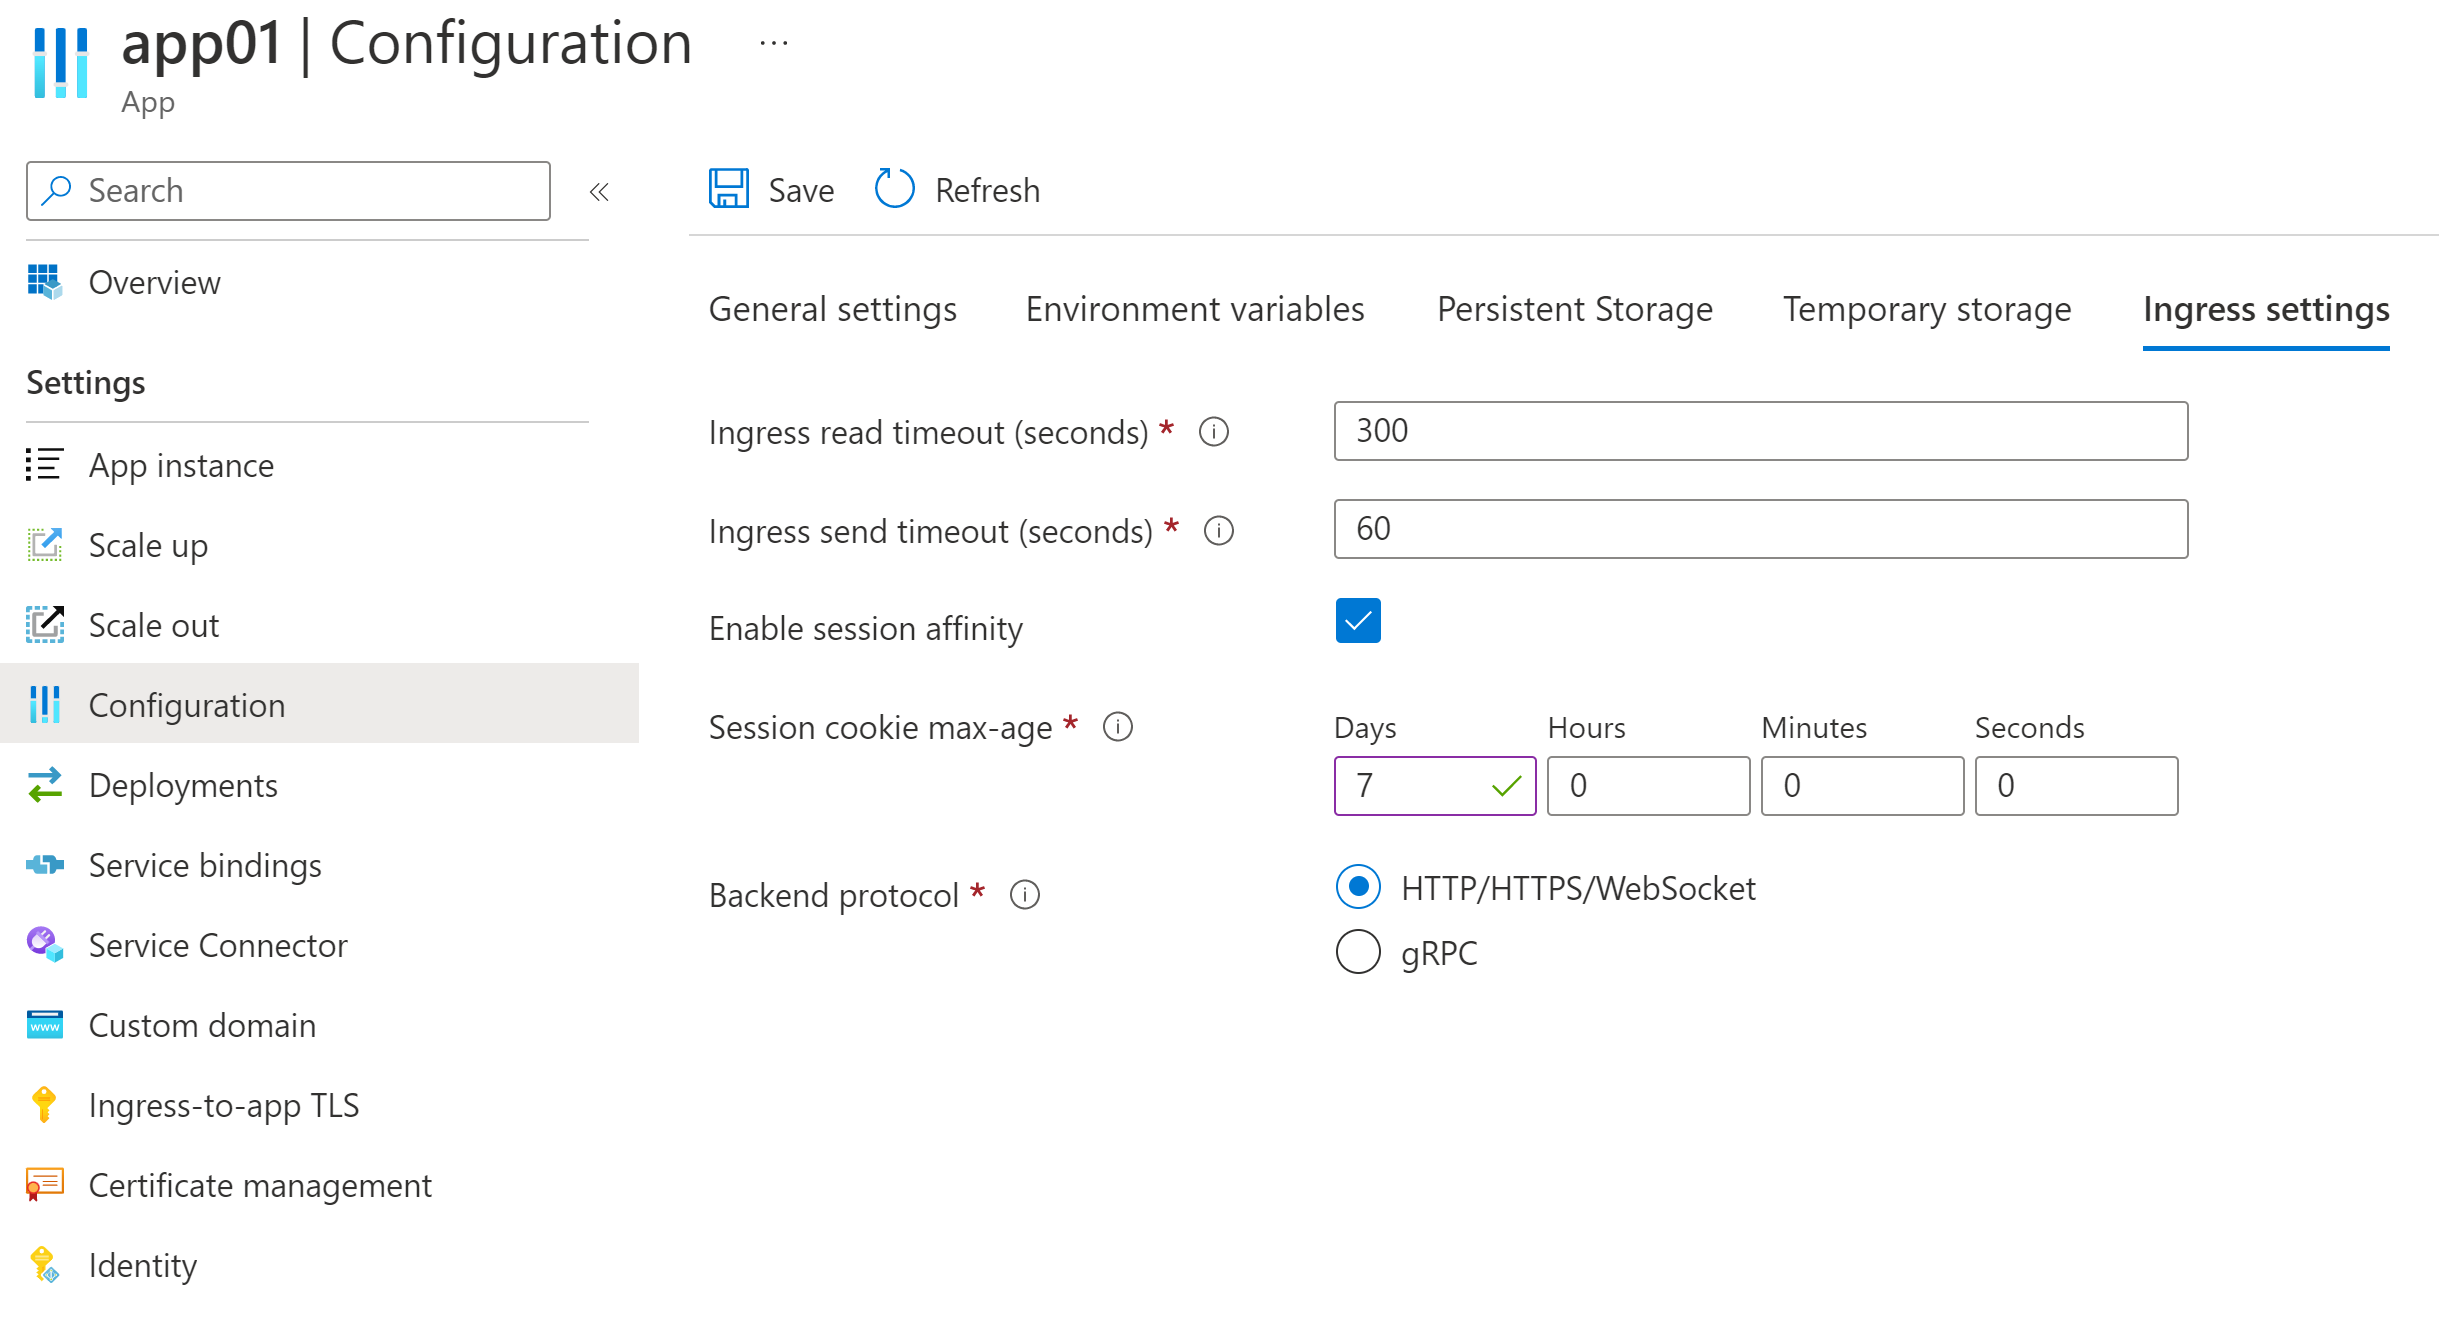 app01 | Configuration ...
App
Search
«
Save
Refresh
Overview
Settings
App instance
Scale up
Scale out
Configuration
Deployments
Service bindings
Service Connector
Custom domain
Ingress-to-app TLS
Certificate management
Identity
General settings
Environment variables
Persistent Storage
Temporary storage
Ingress settings
Ingress read timeout (seconds) *
300
Ingress send timeout (seconds) *
60
Enable session affinity
Session cookie max-age *
Days Hours Minutes Seconds
7 0 0 0
Backend protocol *
HTTP/HTTPS/WebSocket
gRPC